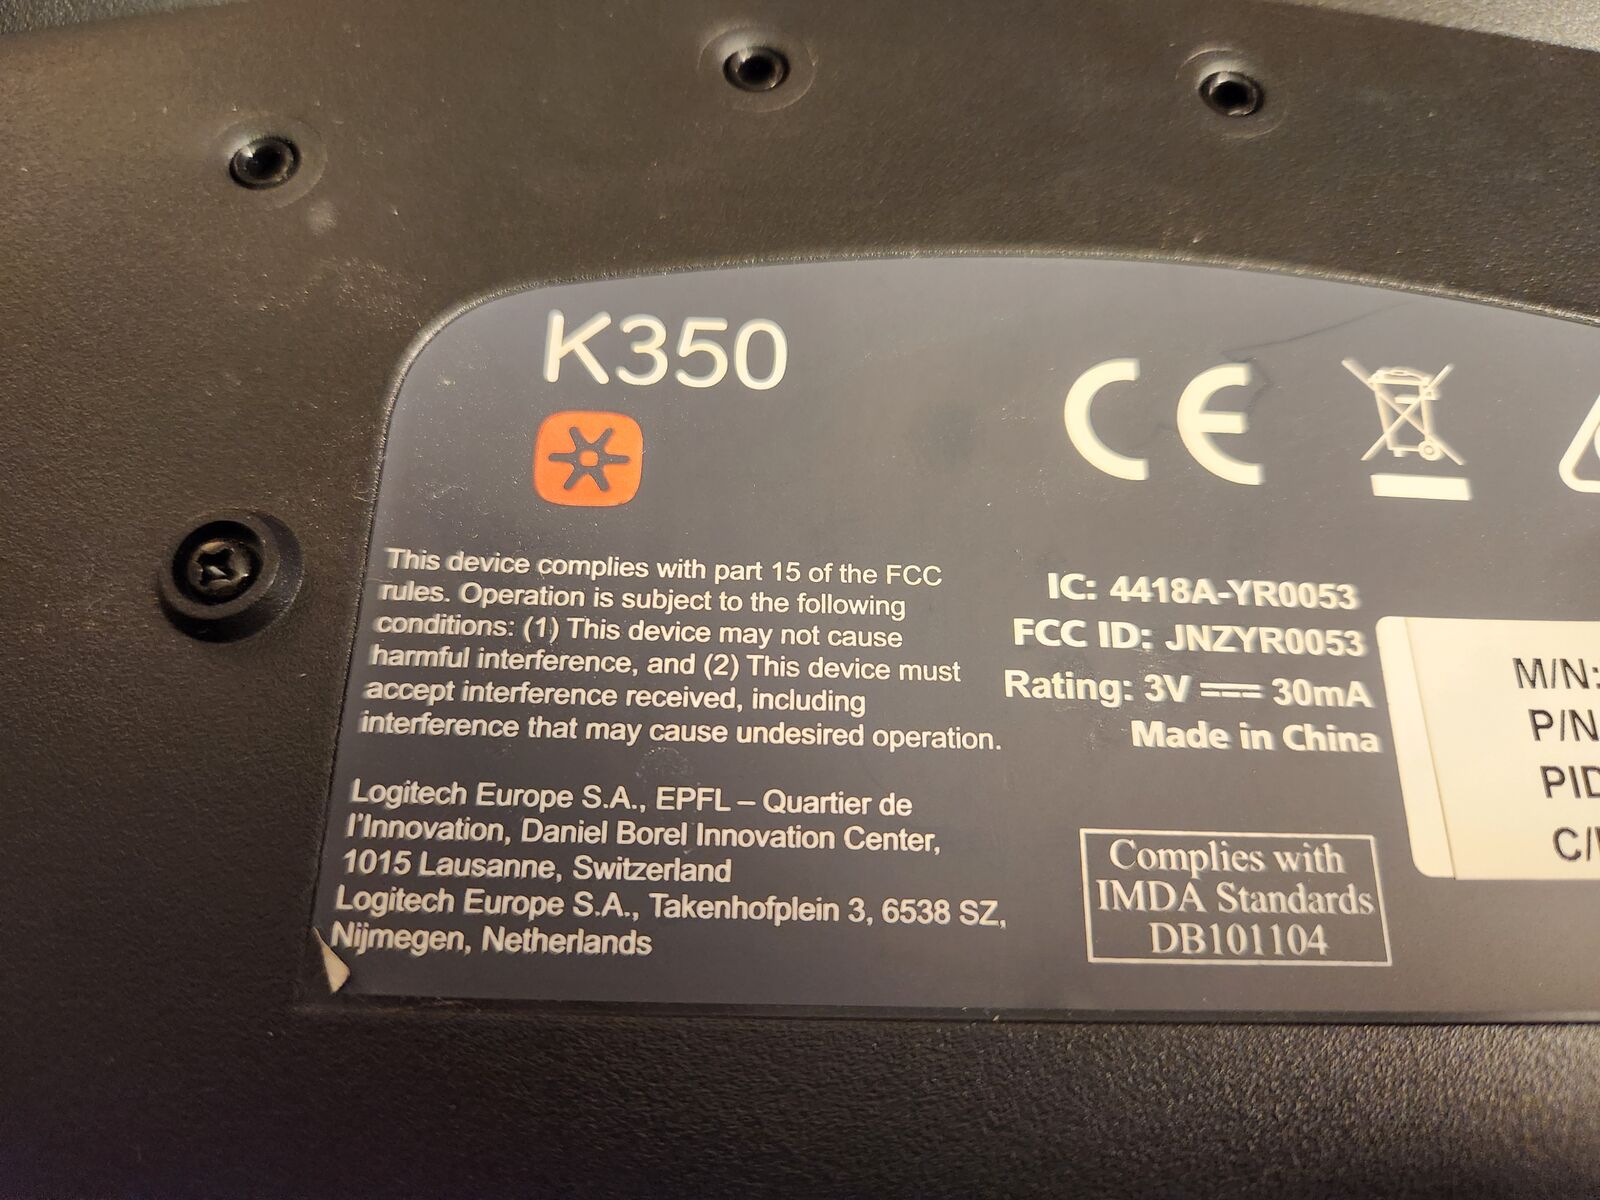 K350
CE
This device complies with part 15 of the FCC
rules. Operation is subject to the following
conditions: (1) This device may not cause
harmful interference, and (2) This device must
accept interference received, including
interference that may cause undesired operation.
Logitech Europe S.A., EPFL – Quartier de
l'Innovation, Daniel Borel Innovation Center,
1015 Lausanne, Switzerland
Logitech Europe S.A., Takenhofplein 3, 6538 SZ,
Nijmegen, Netherlands
IC: 4418A-YR0053
FCC ID: JNZYR0053
Rating: 3V ⎓ 30mA
Made in China
Complies with
IMDA Standards
DB101104
M/N:
P/N
PID
C/